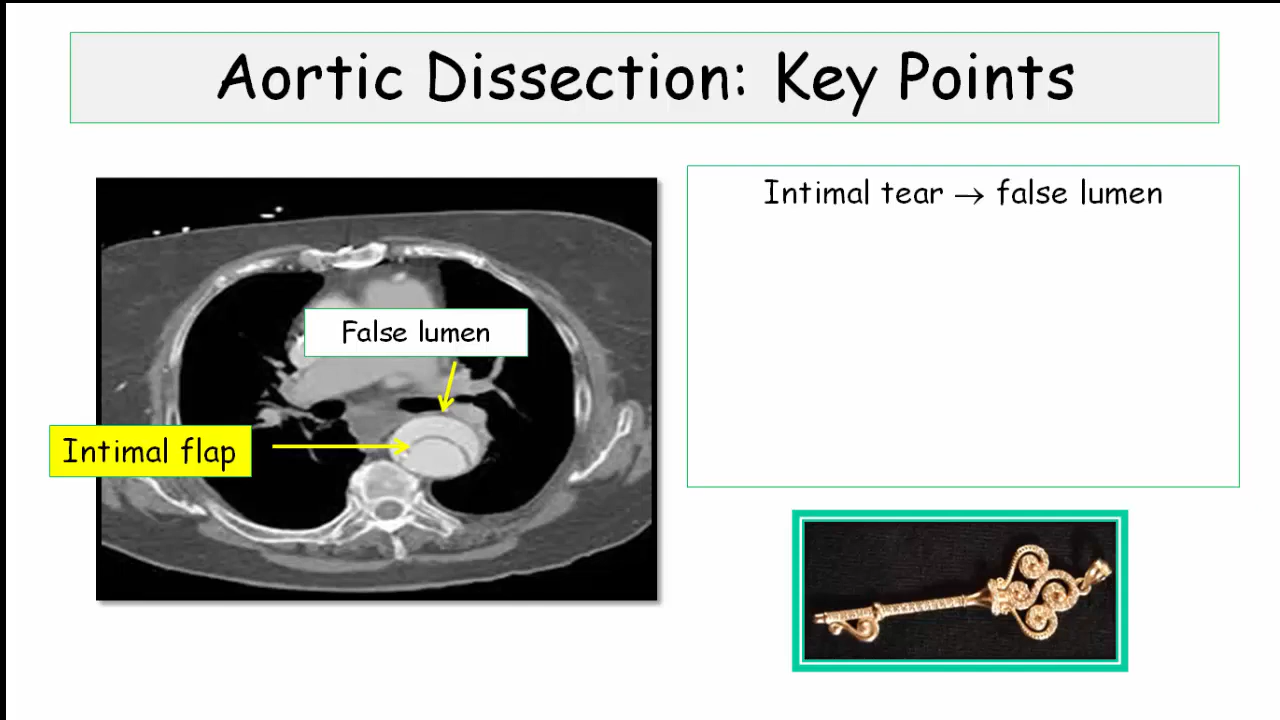 Aortic Dissection: Key Points
Intimal tear → false lumen
False lumen
Intimal flap